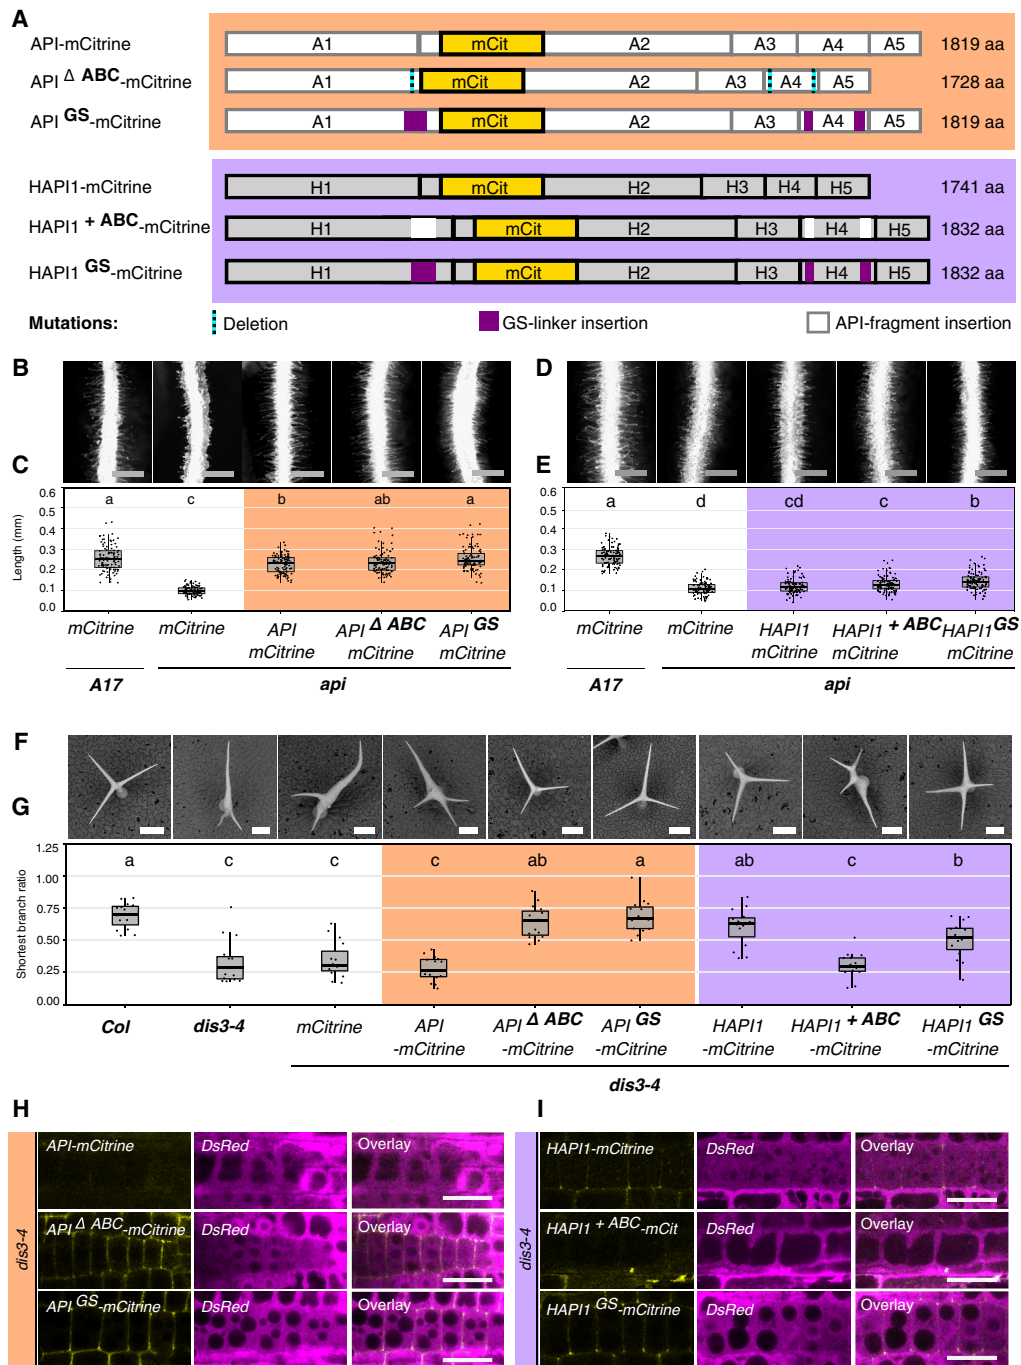 A
API-mCitrine A1 mCit A2 A3 A4 A5 1819 aa
API Δ ABC-mCitrine A1 mCit A2 A3 A4 A5 1728 aa
API GS-mCitrine A1 mCit A2 A3 A4 A5 1819 aa
HAPI1-mCitrine H1 mCit H2 H3 H4 H5 1741 aa
HAPI1 + ABC-mCitrine H1 mCit H2 H3 H4 H5 1832 aa
HAPI1 GS-mCitrine H1 mCit H2 H3 H4 H5 1832 aa
Mutations: Deletion GS-linker insertion API-fragment insertion
B
C
Length (mm)
0.6
0.5
0.4
0.3
0.2
0.1
0.0
a c b ab a
mCitrine mCitrine API mCitrine API Δ ABC mCitrine API GS mCitrine
A17 api
D
E
0.6
0.5
0.4
0.3
0.2
0.1
0.0
a d cd c b
mCitrine mCitrine HAPI1 mCitrine HAPI1 + ABC mCitrine HAPI1 GS mCitrine
A17 api
F
G
Shortest branch ratio
1.25
1.00
0.75
0.50
0.25
0.00
a c c c ab a ab c b
Col dis3-4 mCitrine API -mCitrine API Δ ABC -mCitrine API GS -mCitrine HAPI1 -mCitrine HAPI1 + ABC -mCitrine HAPI1 GS -mCitrine
dis3-4
H
dis3-4
API-mCitrine DsRed Overlay
API Δ ABC-mCitrine DsRed Overlay
API GS-mCitrine DsRed Overlay
I
dis3-4
HAPI1-mCitrine DsRed Overlay
HAPI1 + ABC-mCit DsRed Overlay
HAPI1 GS-mCitrine DsRed Overlay